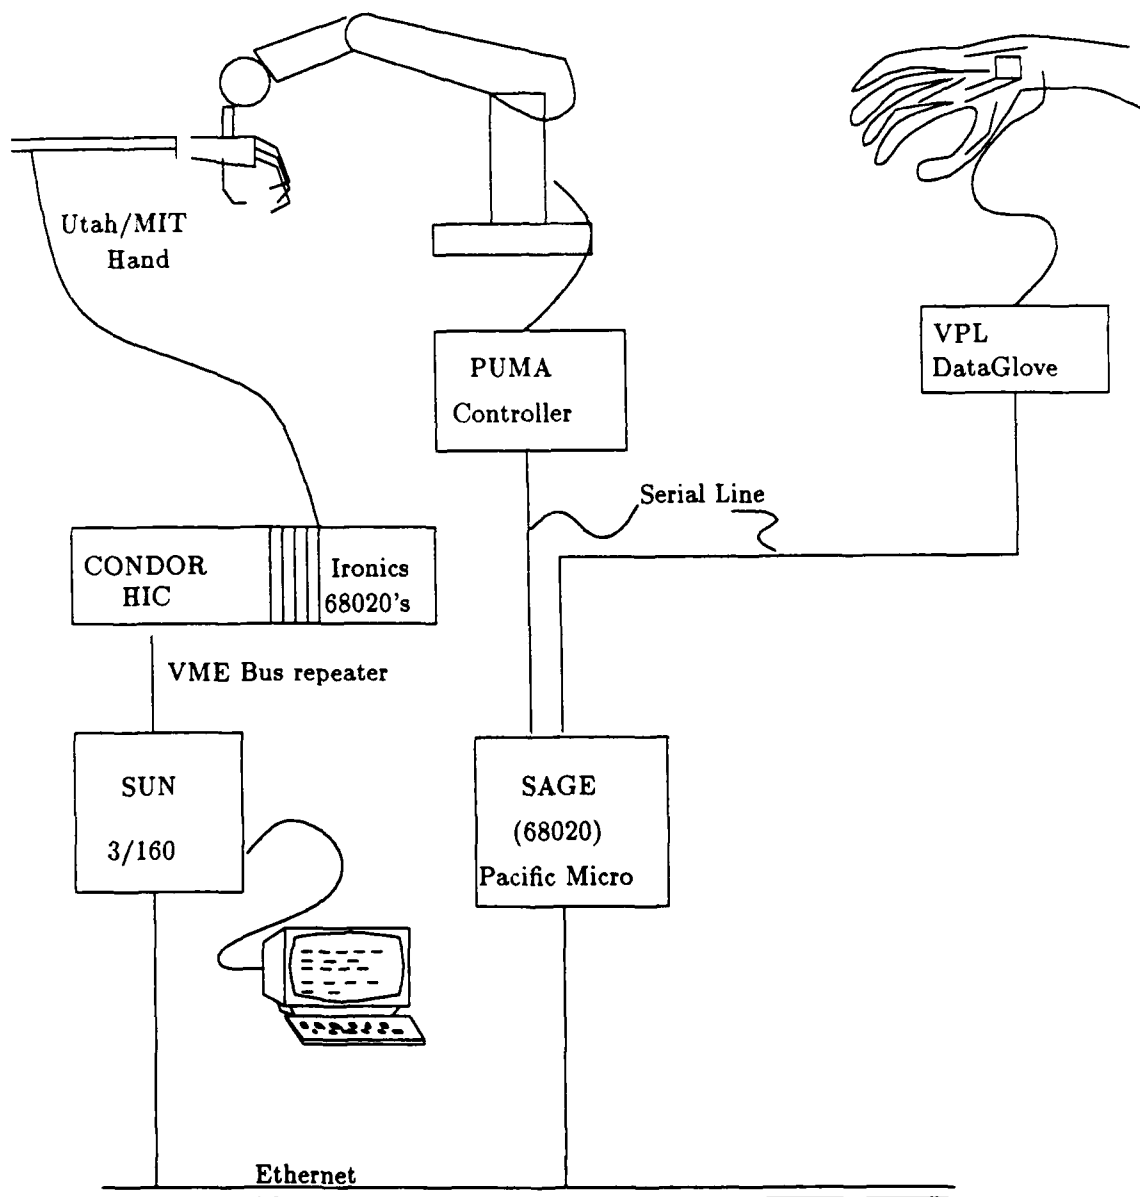 Utah/MIT
Hand
VPL
DataGlove
PUMA
Controller
Serial Line
CONDOR
HIC
Ironics
68020's
VME Bus repeater
SUN
3/160
SAGE
(68020)
Pacific Micro
Ethernet